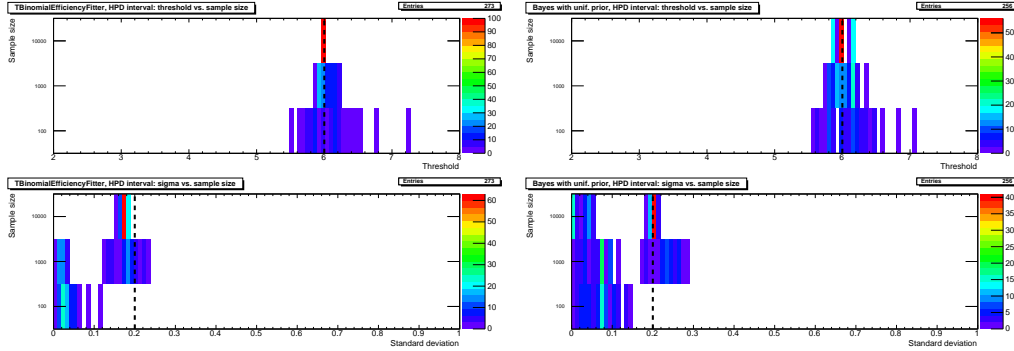 TBinomialEfficiencyFitter, HPD interval: threshold vs. sample size
Entries 273
Sample size
10000
1000
100
2 3 4 5 6 7 8
Threshold
100
90
80
70
60
50
40
30
20
10
0
Bayes with unif. prior, HPD interval: threshold vs. sample size
Entries 256
Sample size
10000
1000
100
2 3 4 5 6 7 8
Threshold
50
40
30
20
10
0
TBinomialEfficiencyFitter, HPD interval: sigma vs. sample size
Entries 273
Sample size
10000
1000
100
0 0.1 0.2 0.3 0.4 0.5 0.6 0.7 0.8 0.9 1
Standard deviation
60
50
40
30
20
10
0
Bayes with unif. prior, HPD interval: sigma vs. sample size
Entries 256
Sample size
10000
1000
100
0 0.1 0.2 0.3 0.4 0.5 0.6 0.7 0.8 0.9 1
Standard deviation
40
35
30
25
20
15
10
5
0